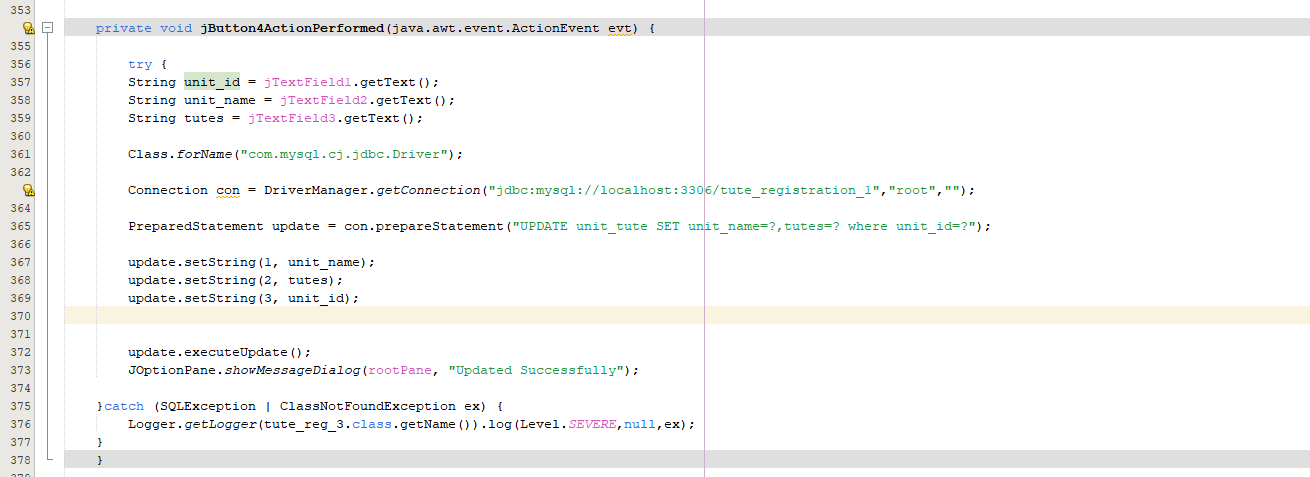 353
private void jButton4ActionPerformed(java.awt.event.ActionEvent evt) {
355
356 try {
357 String unit_id = jTextField1.getText();
358 String unit_name = jTextField2.getText();
359 String tutes = jTextField3.getText();
360
361 Class.forName("com.mysql.cj.jdbc.Driver");
362
Connection con = DriverManager.getConnection("jdbc:mysql://localhost:3306/tute_registration_1","root","");
364
365 PreparedStatement update = con.prepareStatement("UPDATE unit_tute SET unit_name=?,tutes=? where unit_id=?");
366
367 update.setString(1, unit_name);
368 update.setString(2, tutes);
369 update.setString(3, unit_id);
370
371
372 update.executeUpdate();
373 JOptionPane.showMessageDialog(rootPane, "Updated Successfully");
374
375 }catch (SQLException | ClassNotFoundException ex) {
376 Logger.getLogger(tute_reg_3.class.getName()).log(Level.SEVERE,null,ex);
377 }
378 }